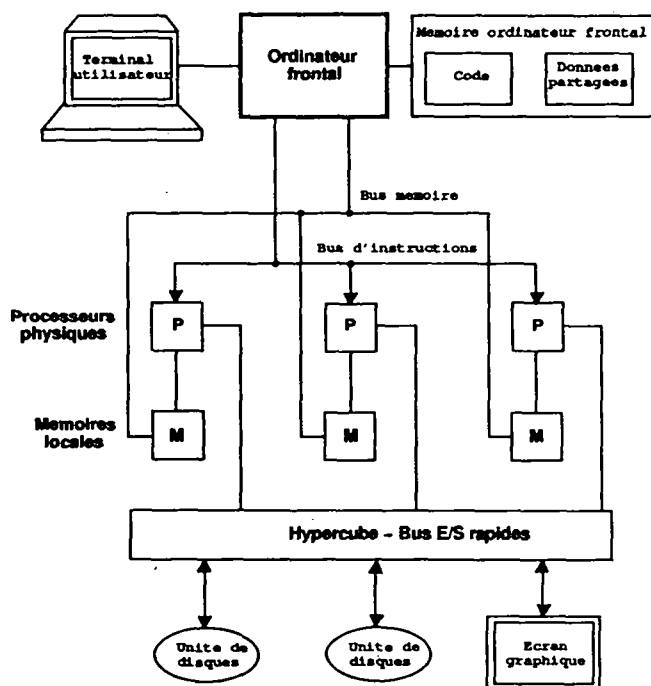 Terminal
utilisateur
Ordinateur
frontal
Memoire ordinateur frontal
Code
Donnees
partagees
Bus memoire
Bus d'instructions
Processeurs
physiques
P
P
P
Memoires
locales
M
M
M
Hypercube - Bus E/S rapides
Unite de
disques
Unite de
disques
Ecran
graphique